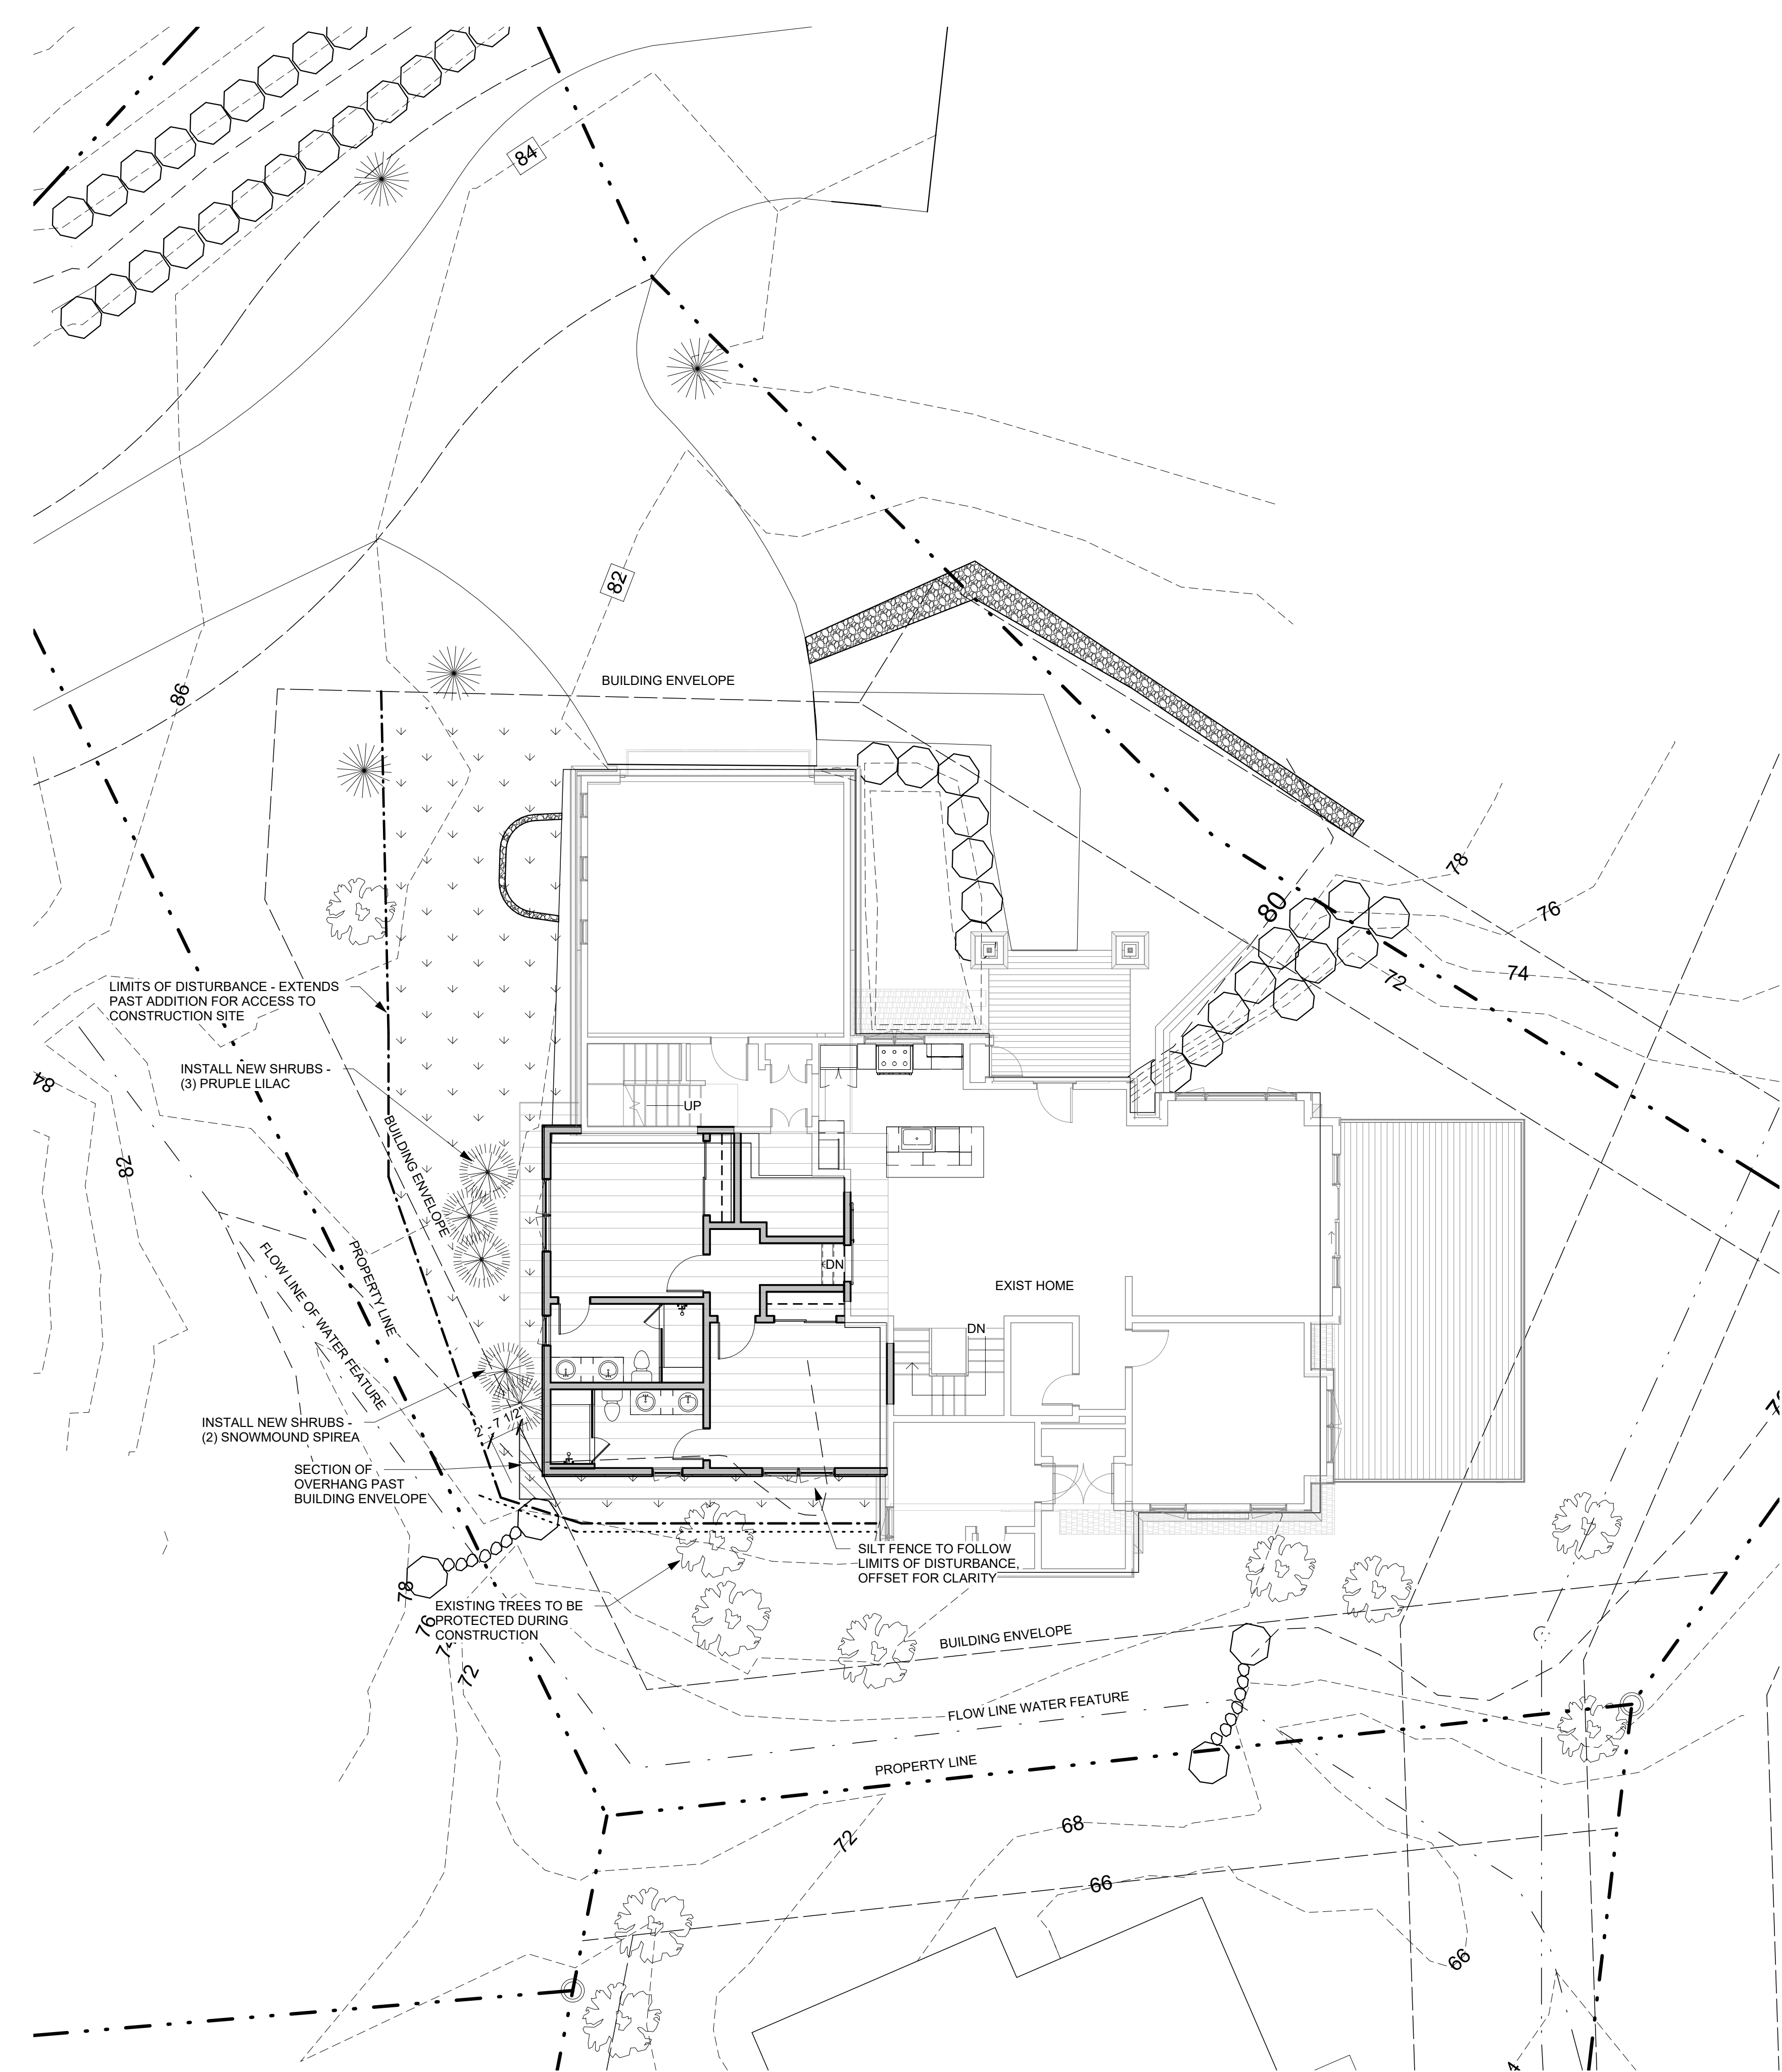 84
82
86
BUILDING ENVELOPE
78
80
76
74
72
LIMITS OF DISTURBANCE - EXTENDS
PAST ADDITION FOR ACCESS TO
CONSTRUCTION SITE
INSTALL NEW SHRUBS -
(3) PRUPLE LILAC
84
82
UP
BUILDING ENVELOPE
PROPERTY LINE
FLOW LINE OF WATER FEATURE
DN
EXIST HOME
DN
INSTALL NEW SHRUBS -
(2) SNOWMOUND SPIREA
2' - 7 1/2"
SECTION OF
OVERHANG PAST
BUILDING ENVELOPE
SILT FENCE TO FOLLOW
LIMITS OF DISTURBANCE,
OFFSET FOR CLARITY
78
76
72
EXISTING TREES TO BE
PROTECTED DURING
CONSTRUCTION
BUILDING ENVELOPE
FLOW LINE WATER FEATURE
PROPERTY LINE
72
68
66
66